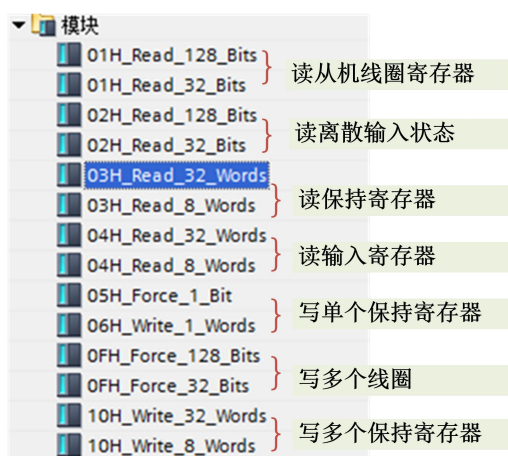 模块
01H_Read_128_Bits
01H_Read_32_Bits
读从机线圈寄存器
02H_Read_128_Bits
02H_Read_32_Bits
读离散输入状态
03H_Read_32_Words
03H_Read_8_Words
读保持寄存器
04H_Read_32_Words
04H_Read_8_Words
读输入寄存器
05H_Force_1_Bit
06H_Write_1_Words
写单个保持寄存器
0FH_Force_128_Bits
0FH_Force_32_Bits
写多个线圈
10H_Write_32_Words
10H_Write_8_Words
写多个保持寄存器